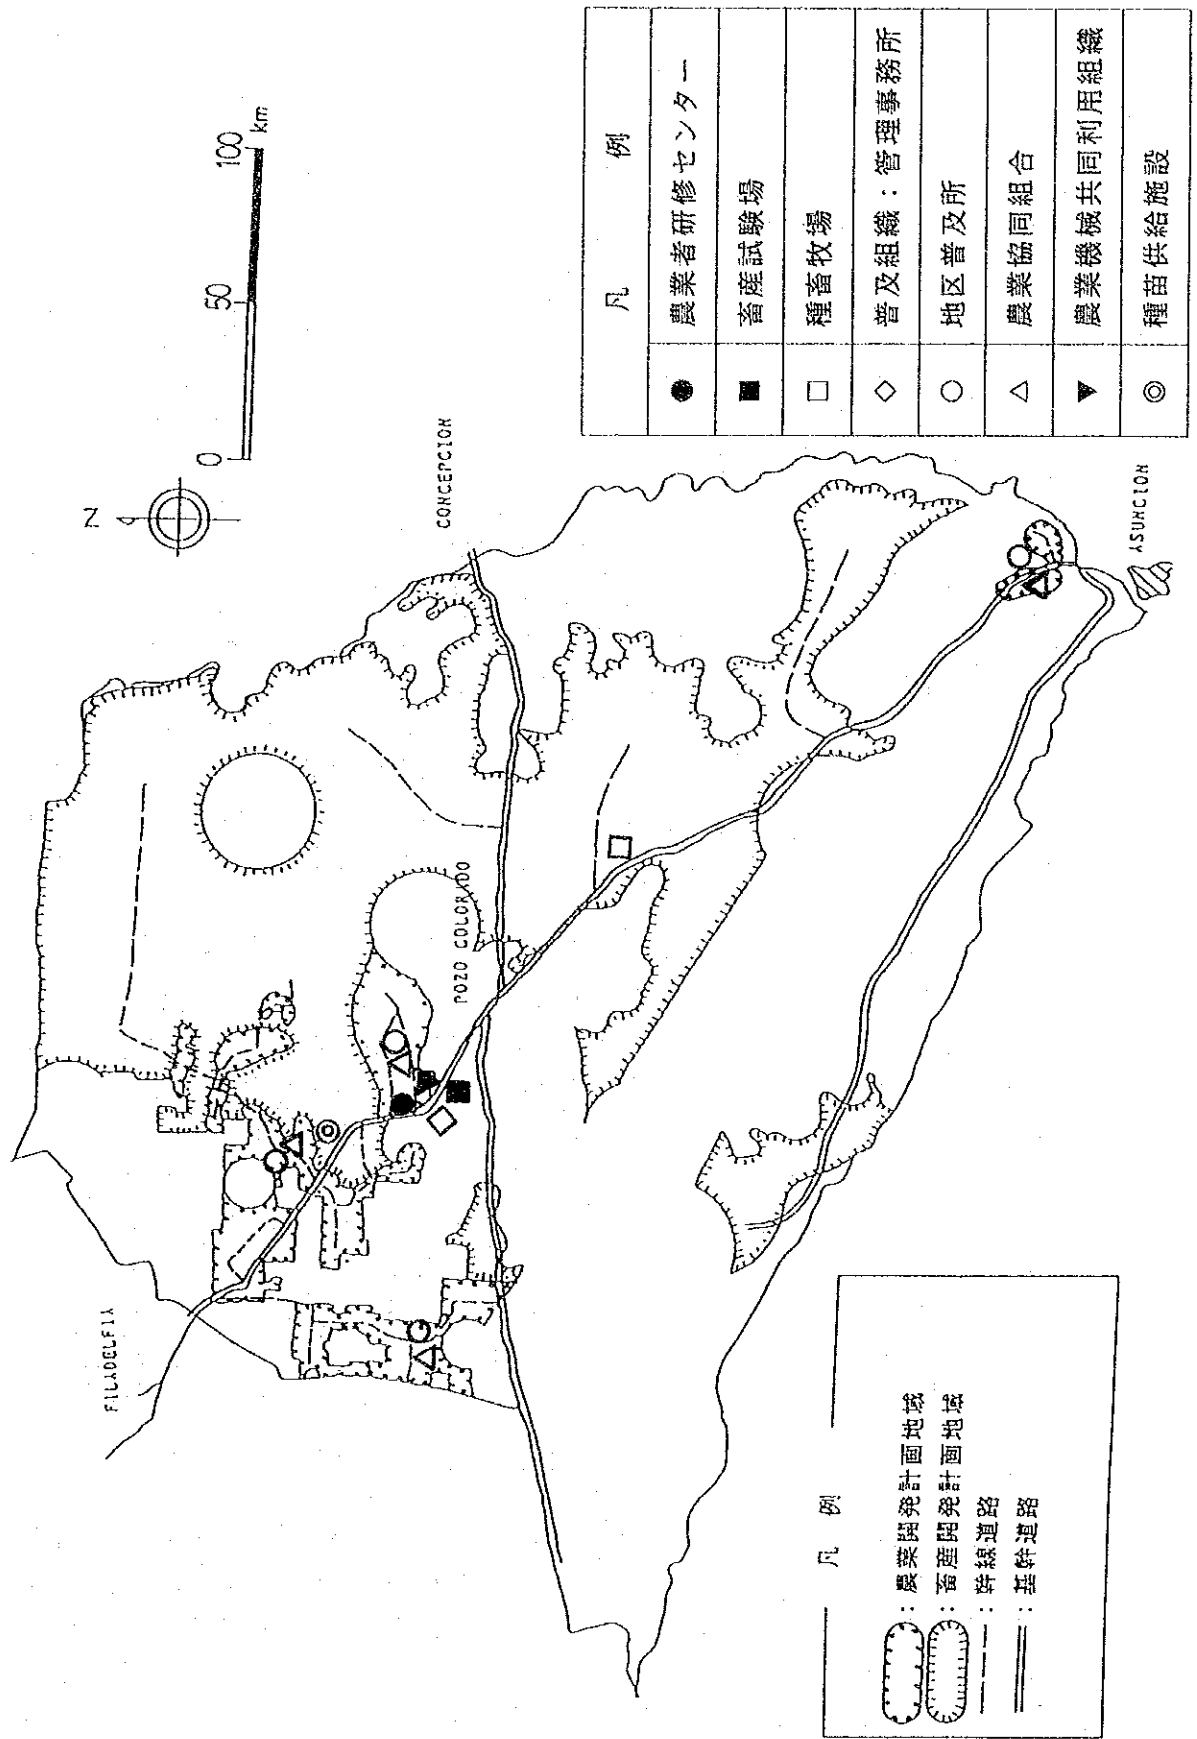 N
0 50 100
km
FILADELFIA
CONCEPCION
POZO COLORADO
ASUNCION
凡 例
農業者研修センター
畜産試験場
種畜牧場
普及組織：管理事務所
地区普及所
農業協同組合
農業機械共同利用組織
種苗供給施設
凡 例
：農業開発計画地域
：畜産開発計画地域
：幹線道路
：基幹道路